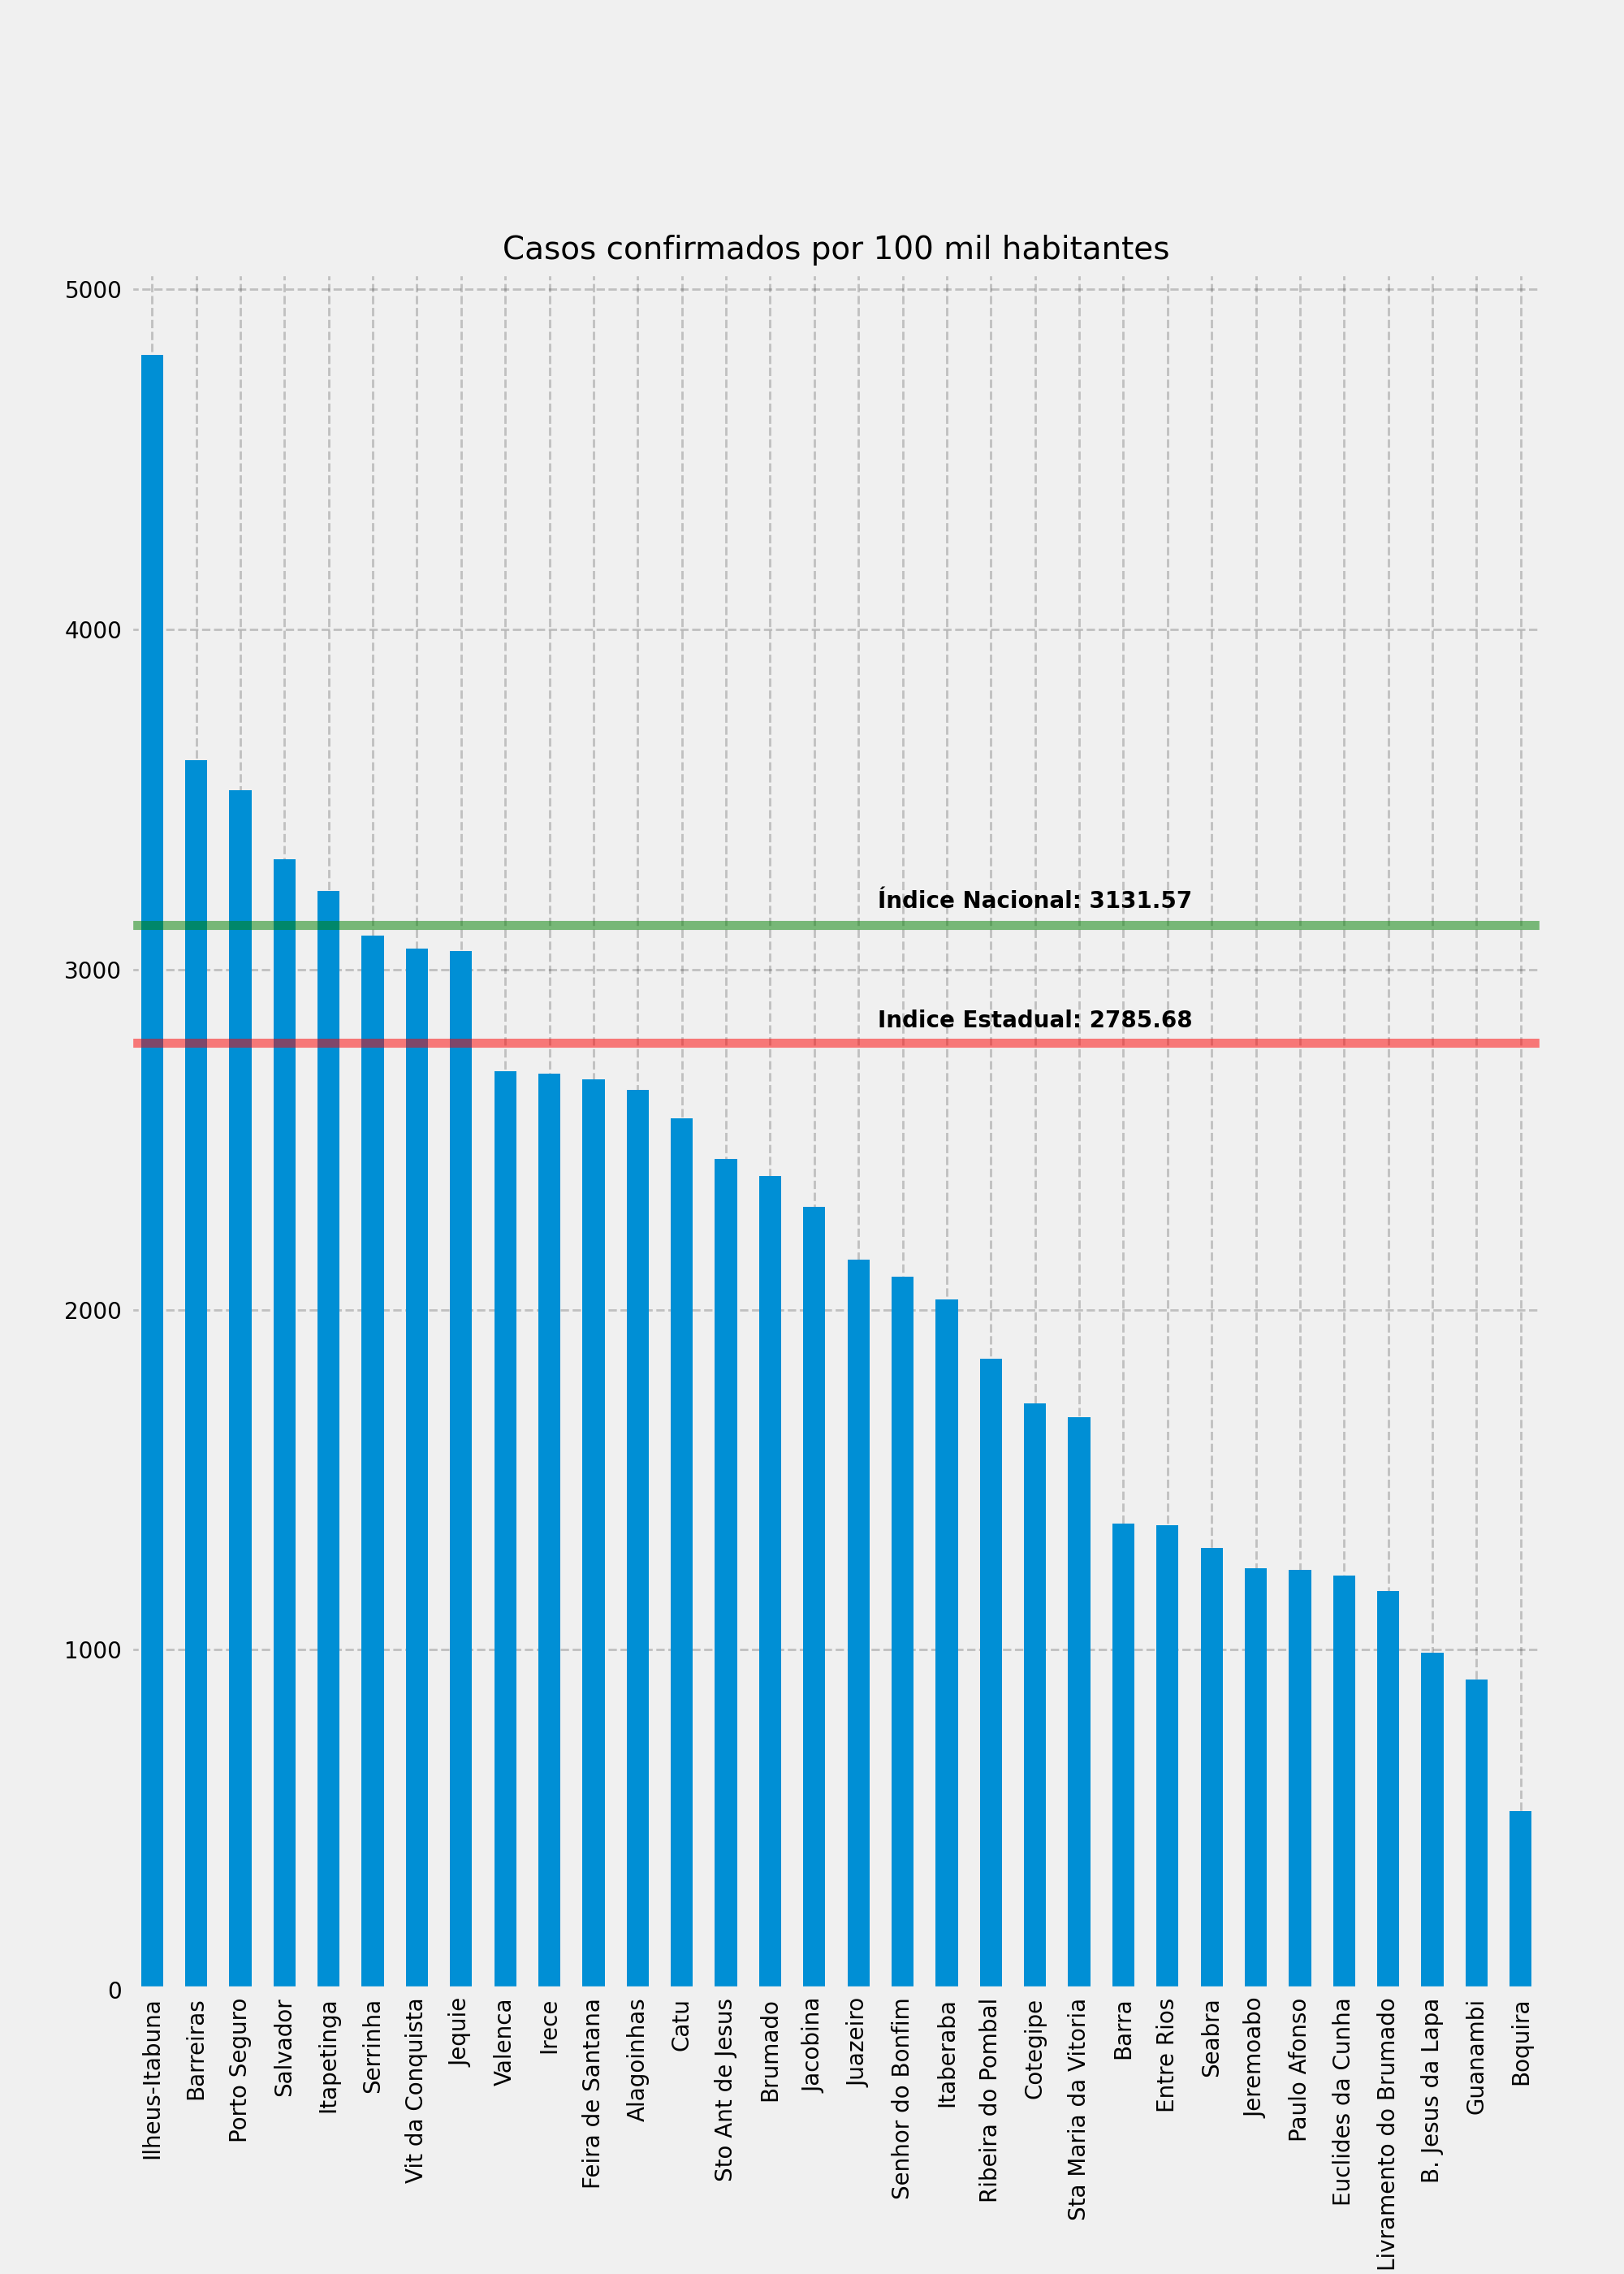 Casos confirmados por 100 mil habitantes
5000
4000
Índice Nacional: 3131.57
3000
Indice Estadual: 2785.68
2000
1000
0
Ilheus-Itabuna
Barreiras
Porto Seguro
Salvador
Itapetinga
Serrinha
Vit da Conquista
Jequie
Valenca
Irece
Feira de Santana
Alagoinhas
Catu
Sto Ant de Jesus
Brumado
Jacobina
Juazeiro
Senhor do Bonfim
Itaberaba
Ribeira do Pombal
Cotegipe
Sta Maria da Vitoria
Barra
Entre Rios
Seabra
Jeremoabo
Paulo Afonso
Euclides da Cunha
Livramento do Brumado
B. Jesus da Lapa
Guanambi
Boquira